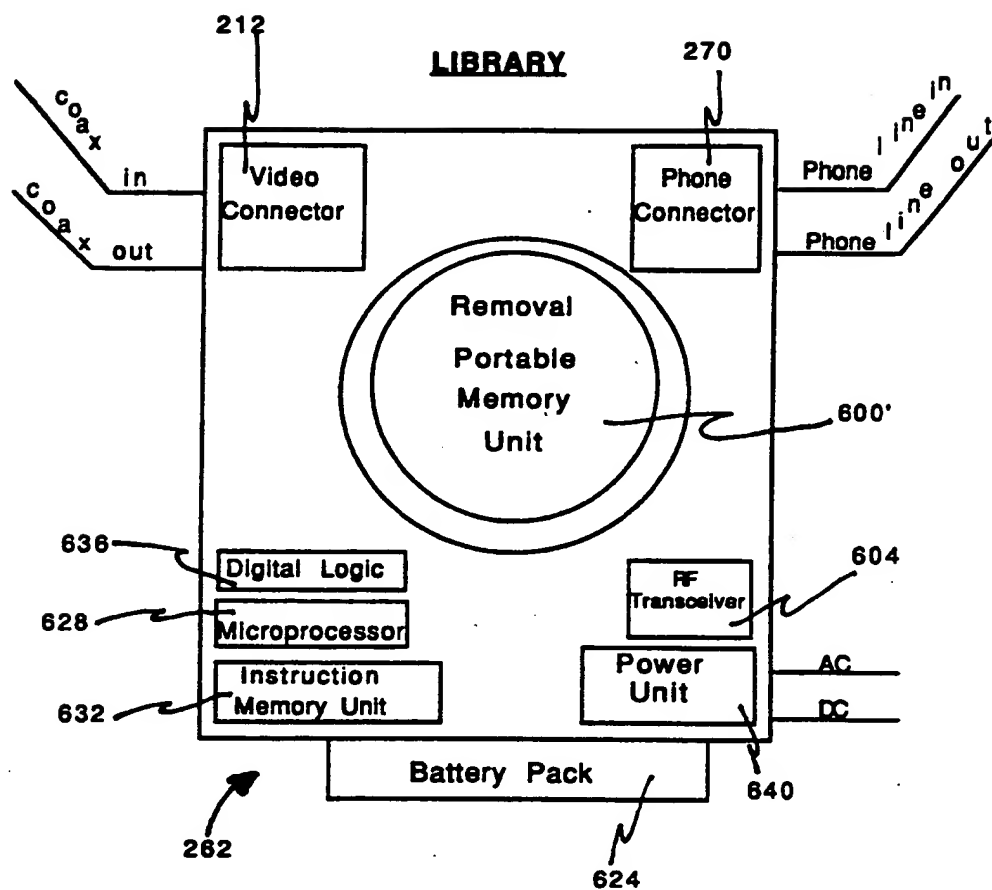 212
LIBRARY
270
coax in
coax out
Video
Connector
Phone
Connector
Phone line in
Phone line out
Removal
Portable
Memory
Unit
600'
636
Digital Logic
628
Microprocessor
632
Instruction
Memory Unit
RF
Transceiver
604
Power
Unit
AC
DC
640
Battery Pack
262
624